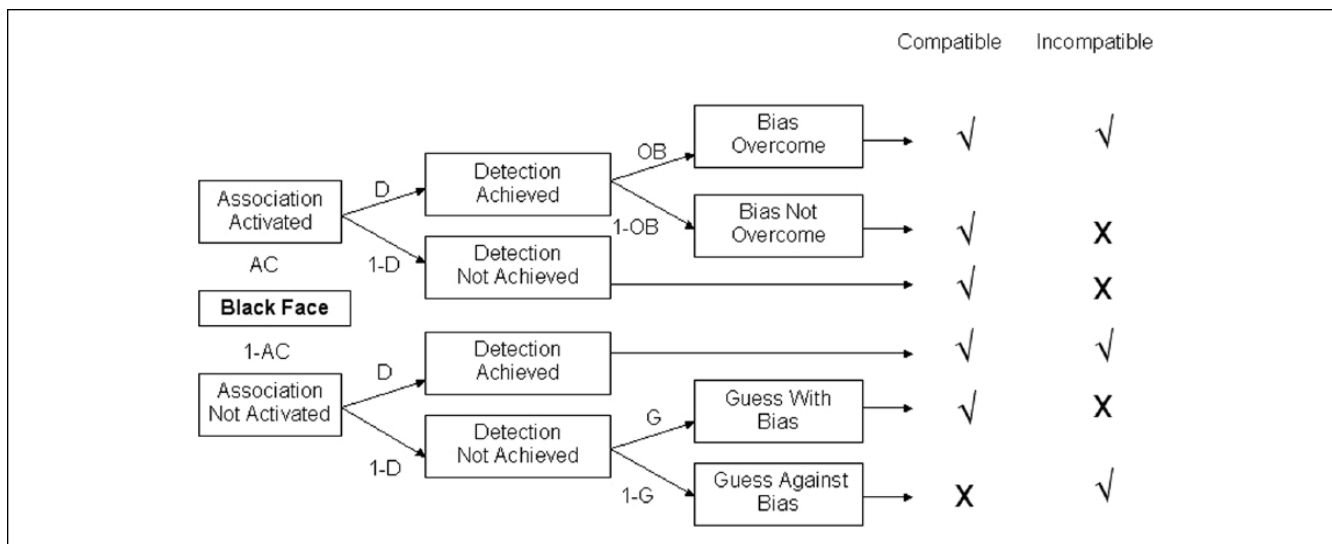 Compatible Incompatible
Bias
Overcome
√ √
OB
Detection
Achieved
D
Association
Activated
1-OB
Bias Not
Overcome
√ X
AC
1-D
Detection
Not Achieved
√ X
Black Face
1-AC
D
Detection
Achieved
√ √
Association
Not Activated
G
Guess With
Bias
√ X
1-D
Detection
Not Achieved
1-G
Guess Against
Bias
X √